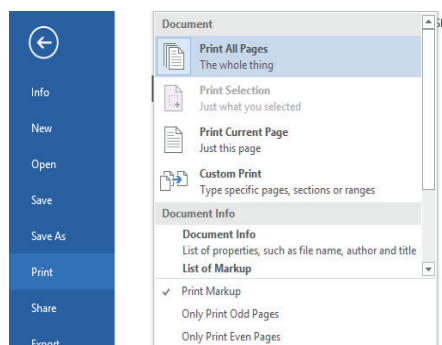 Info
New
Open
Save
Save As
Print
Share
Export
Document
Print All Pages
The whole thing
Print Selection
Just what you selected
Print Current Page
Just this page
Custom Print
Type specific pages, sections or ranges
Document Info
Document Info
List of properties, such as file name, author and title
List of Markup
Print Markup
Only Print Odd Pages
Only Print Even Pages